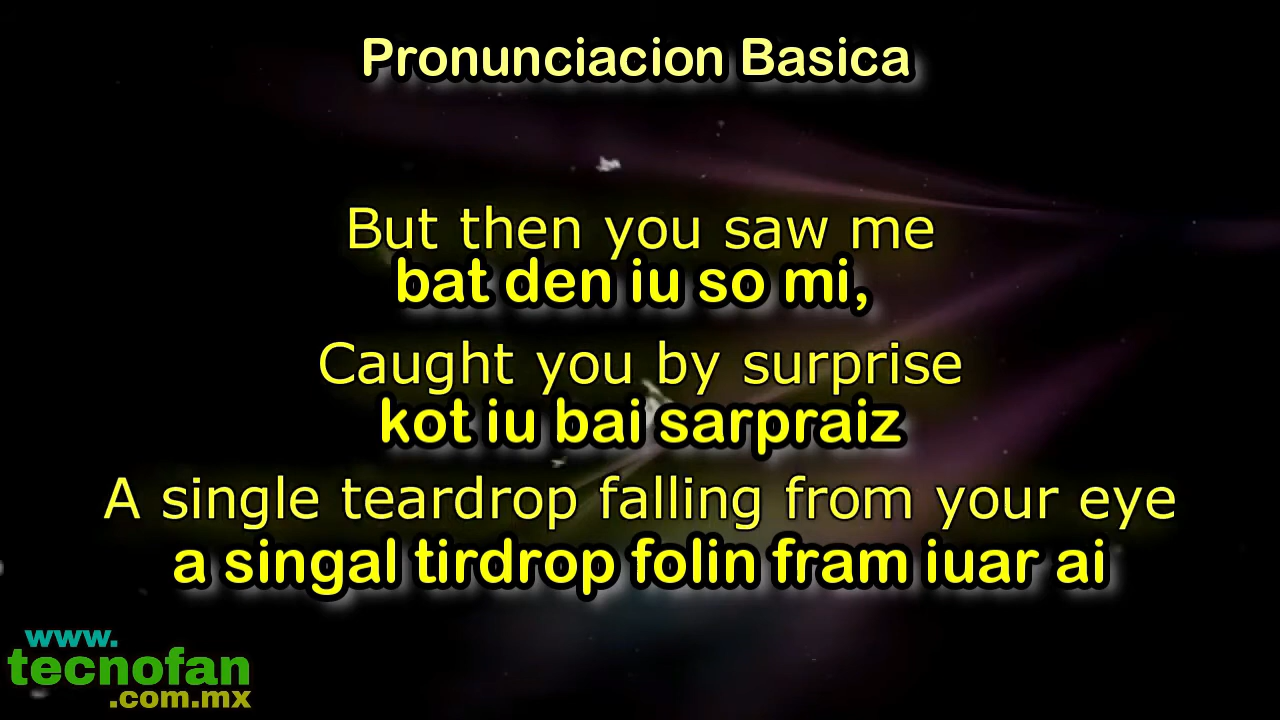 Pronunciacion Basica
But then you saw me
bat den iu so mi,
Caught you by surprise
kot iu bai sarpraiz
A single teardrop falling from your eye
a singal tirdrop folin fram iuar ai
www.
tecnofan
.com.mx